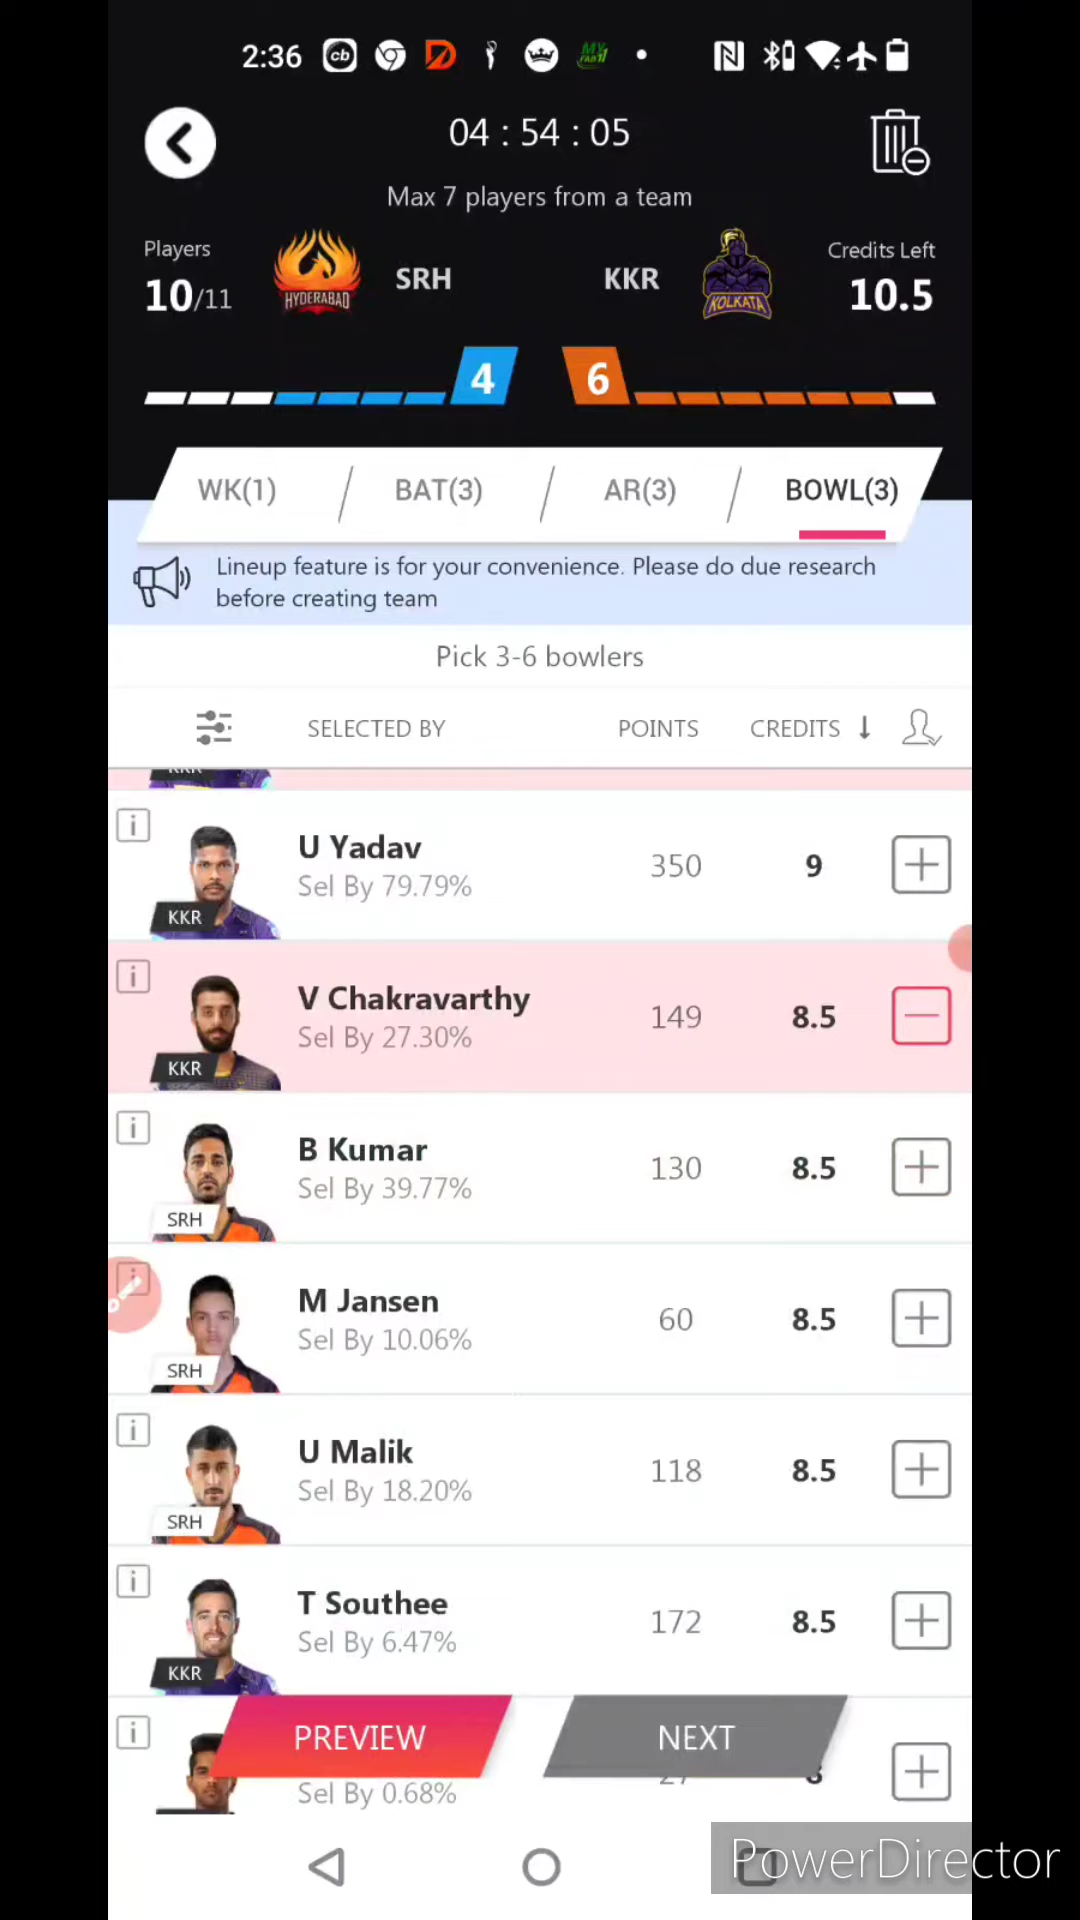 2:36
04 : 54 : 05
Max 7 players from a team
Players
10/11
HYDERABAD
SRH
KKR
KOLKATA
Credits Left
10.5
4
6
WK(1)
BAT(3)
AR(3)
BOWL(3)
Lineup feature is for your convenience. Please do due research
before creating team
Pick 3-6 bowlers
SELECTED BY
POINTS
CREDITS
KKR
U Yadav
Sel By 79.79%
350
9
KKR
V Chakravarthy
Sel By 27.30%
149
8.5
KKR
B Kumar
Sel By 39.77%
130
8.5
SRH
M Jansen
Sel By 10.06%
60
8.5
SRH
U Malik
Sel By 18.20%
118
8.5
SRH
T Southee
Sel By 6.47%
172
8.5
KKR
PREVIEW
NEXT
Sel By 0.68%
27
8
PowerDirector